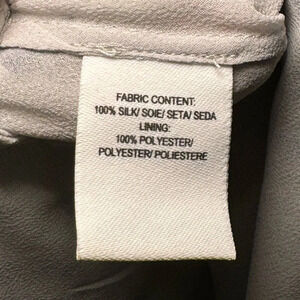 FABRIC CONTENT:
100% SILK/ SOIE/ SETA/ SEDA
LINING:
100% POLYESTER/
POLYESTER/ POLIESTERE